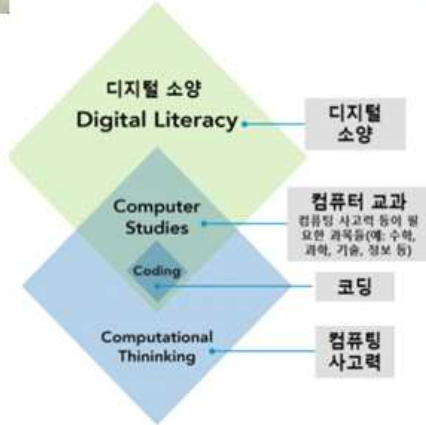 디지털 소양
Digital Literacy
디지털
소양
Computer
Studies
컴퓨터 교과
컴퓨팅 사고력 등이 필
요한 과목들(예: 수학,
과학, 기술, 정보 등)
Coding
코딩
Computational
Thininking
컴퓨팅
사고력